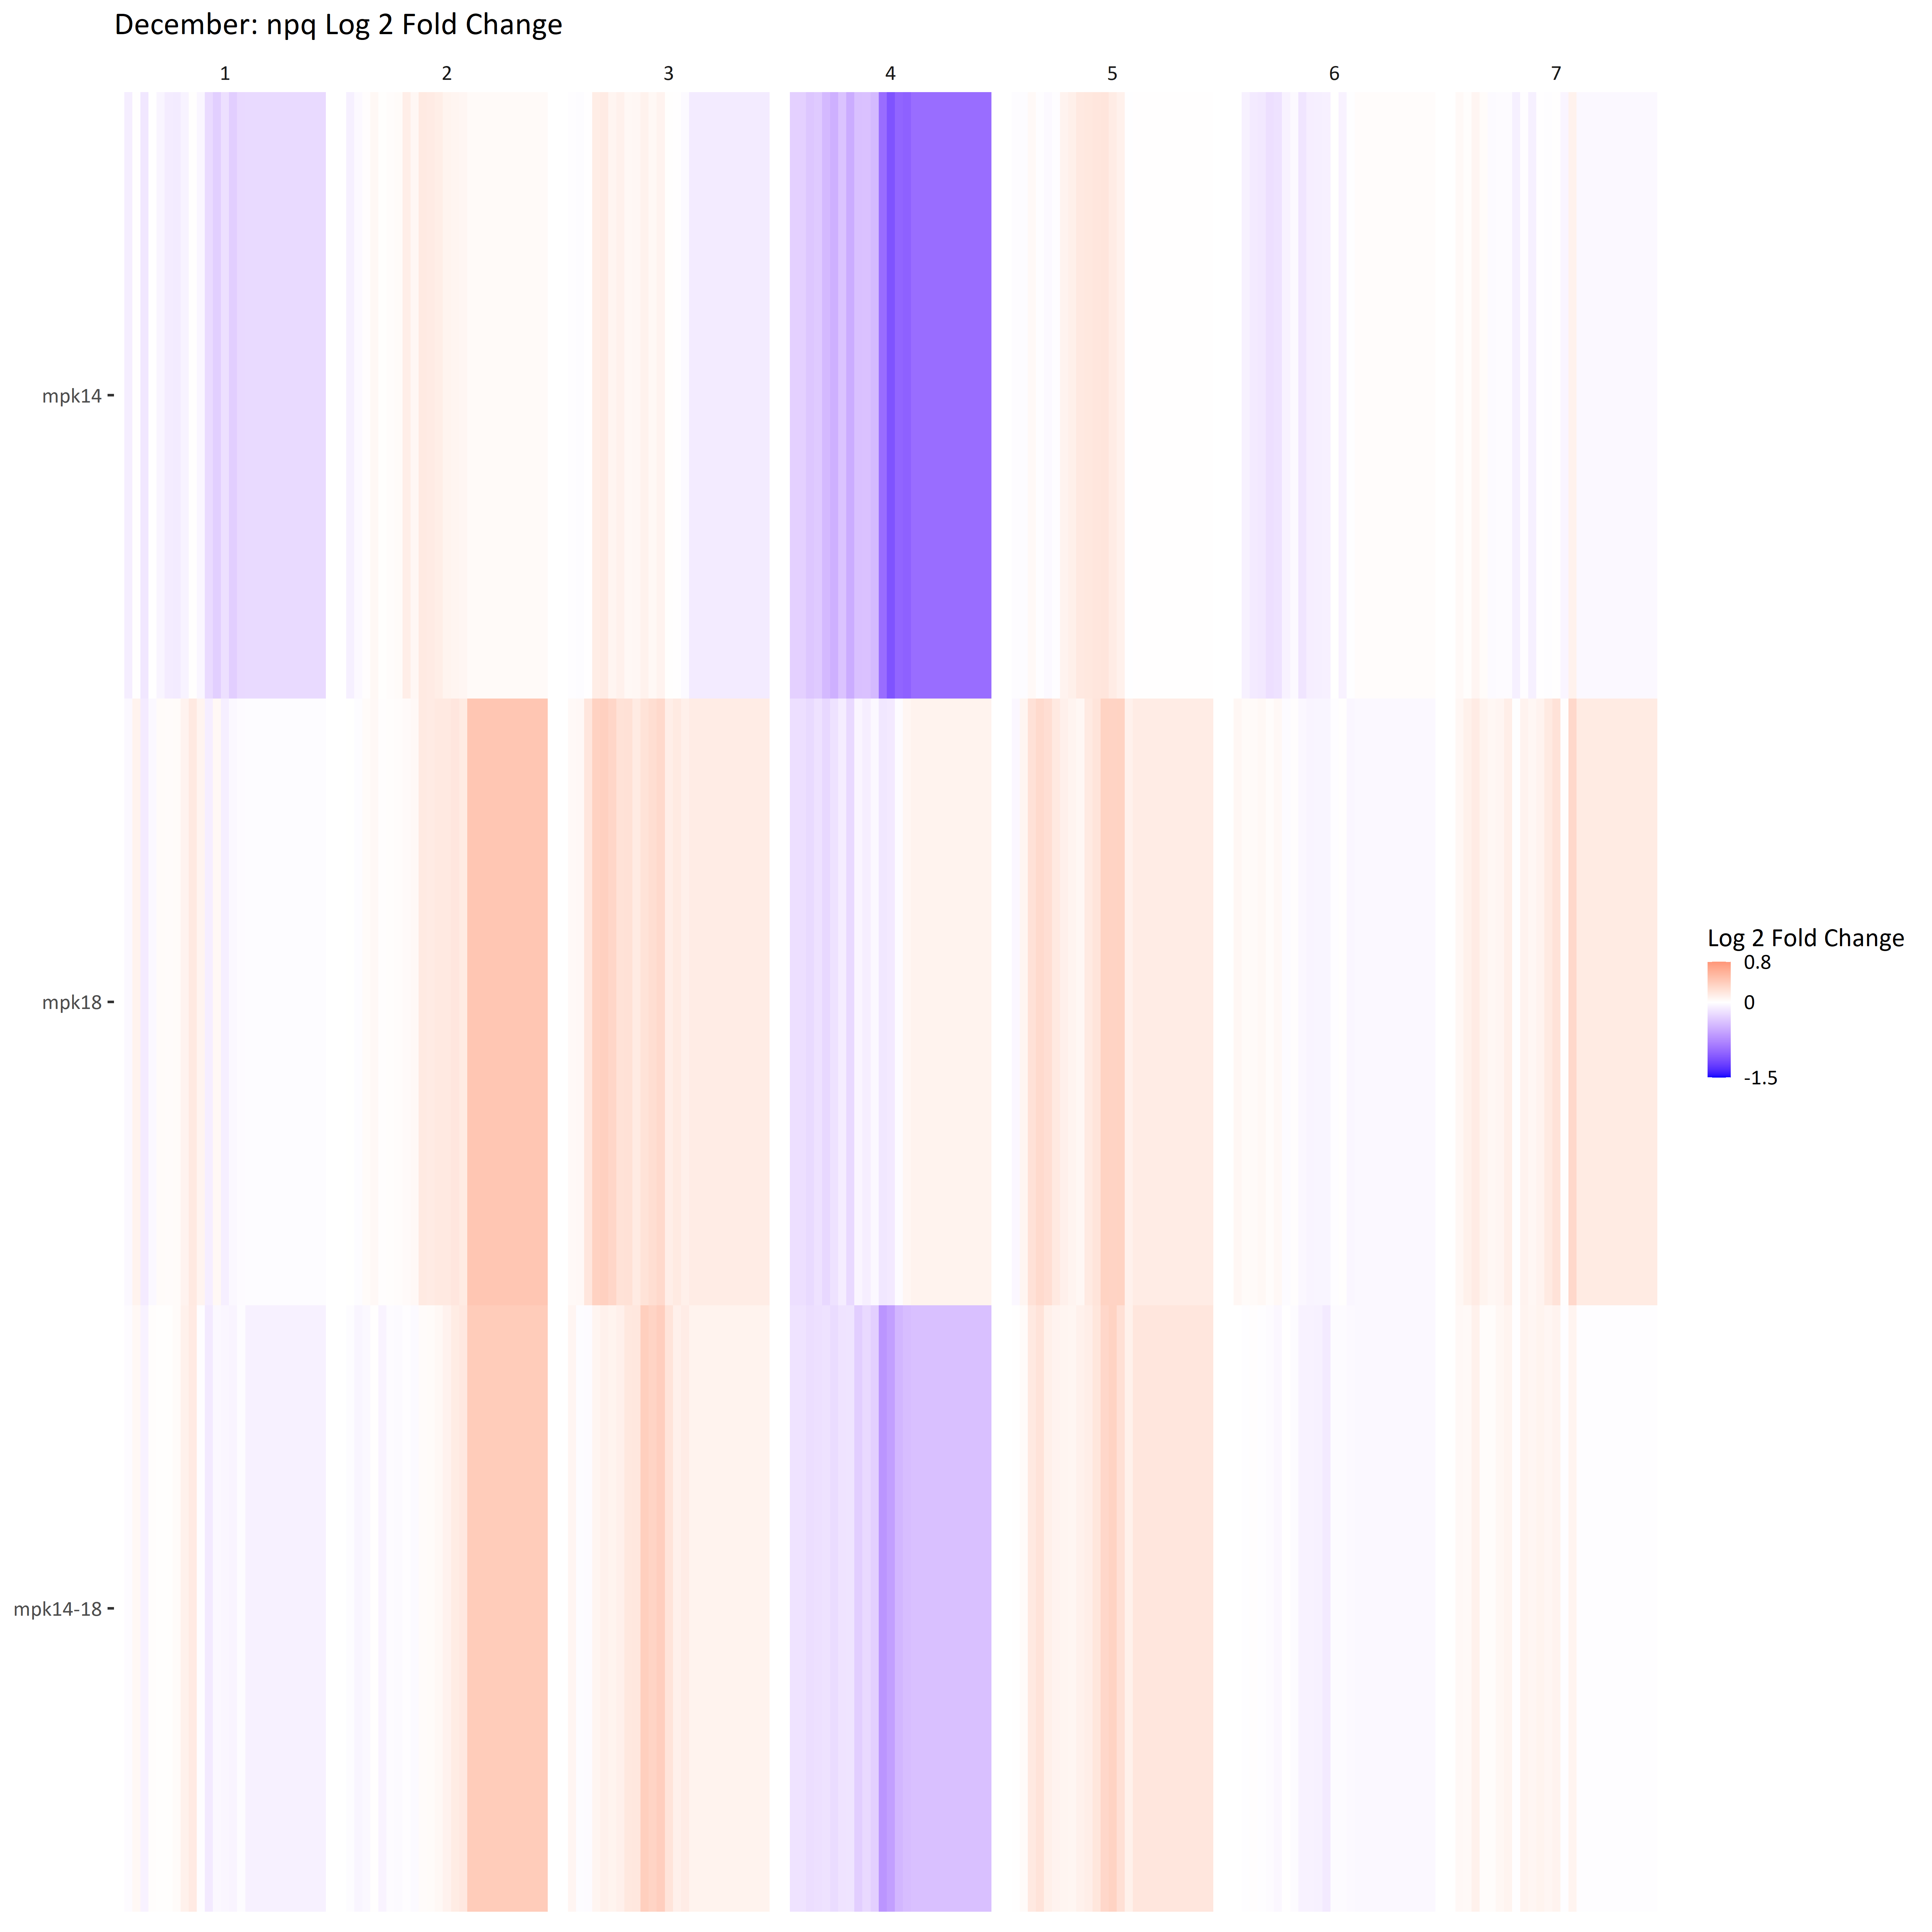 December: npq Log 2 Fold Change
1 2 3 4 5 6 7
mpk14
mpk18
mpk14-18
Log 2 Fold Change
0.8
0
-1.5